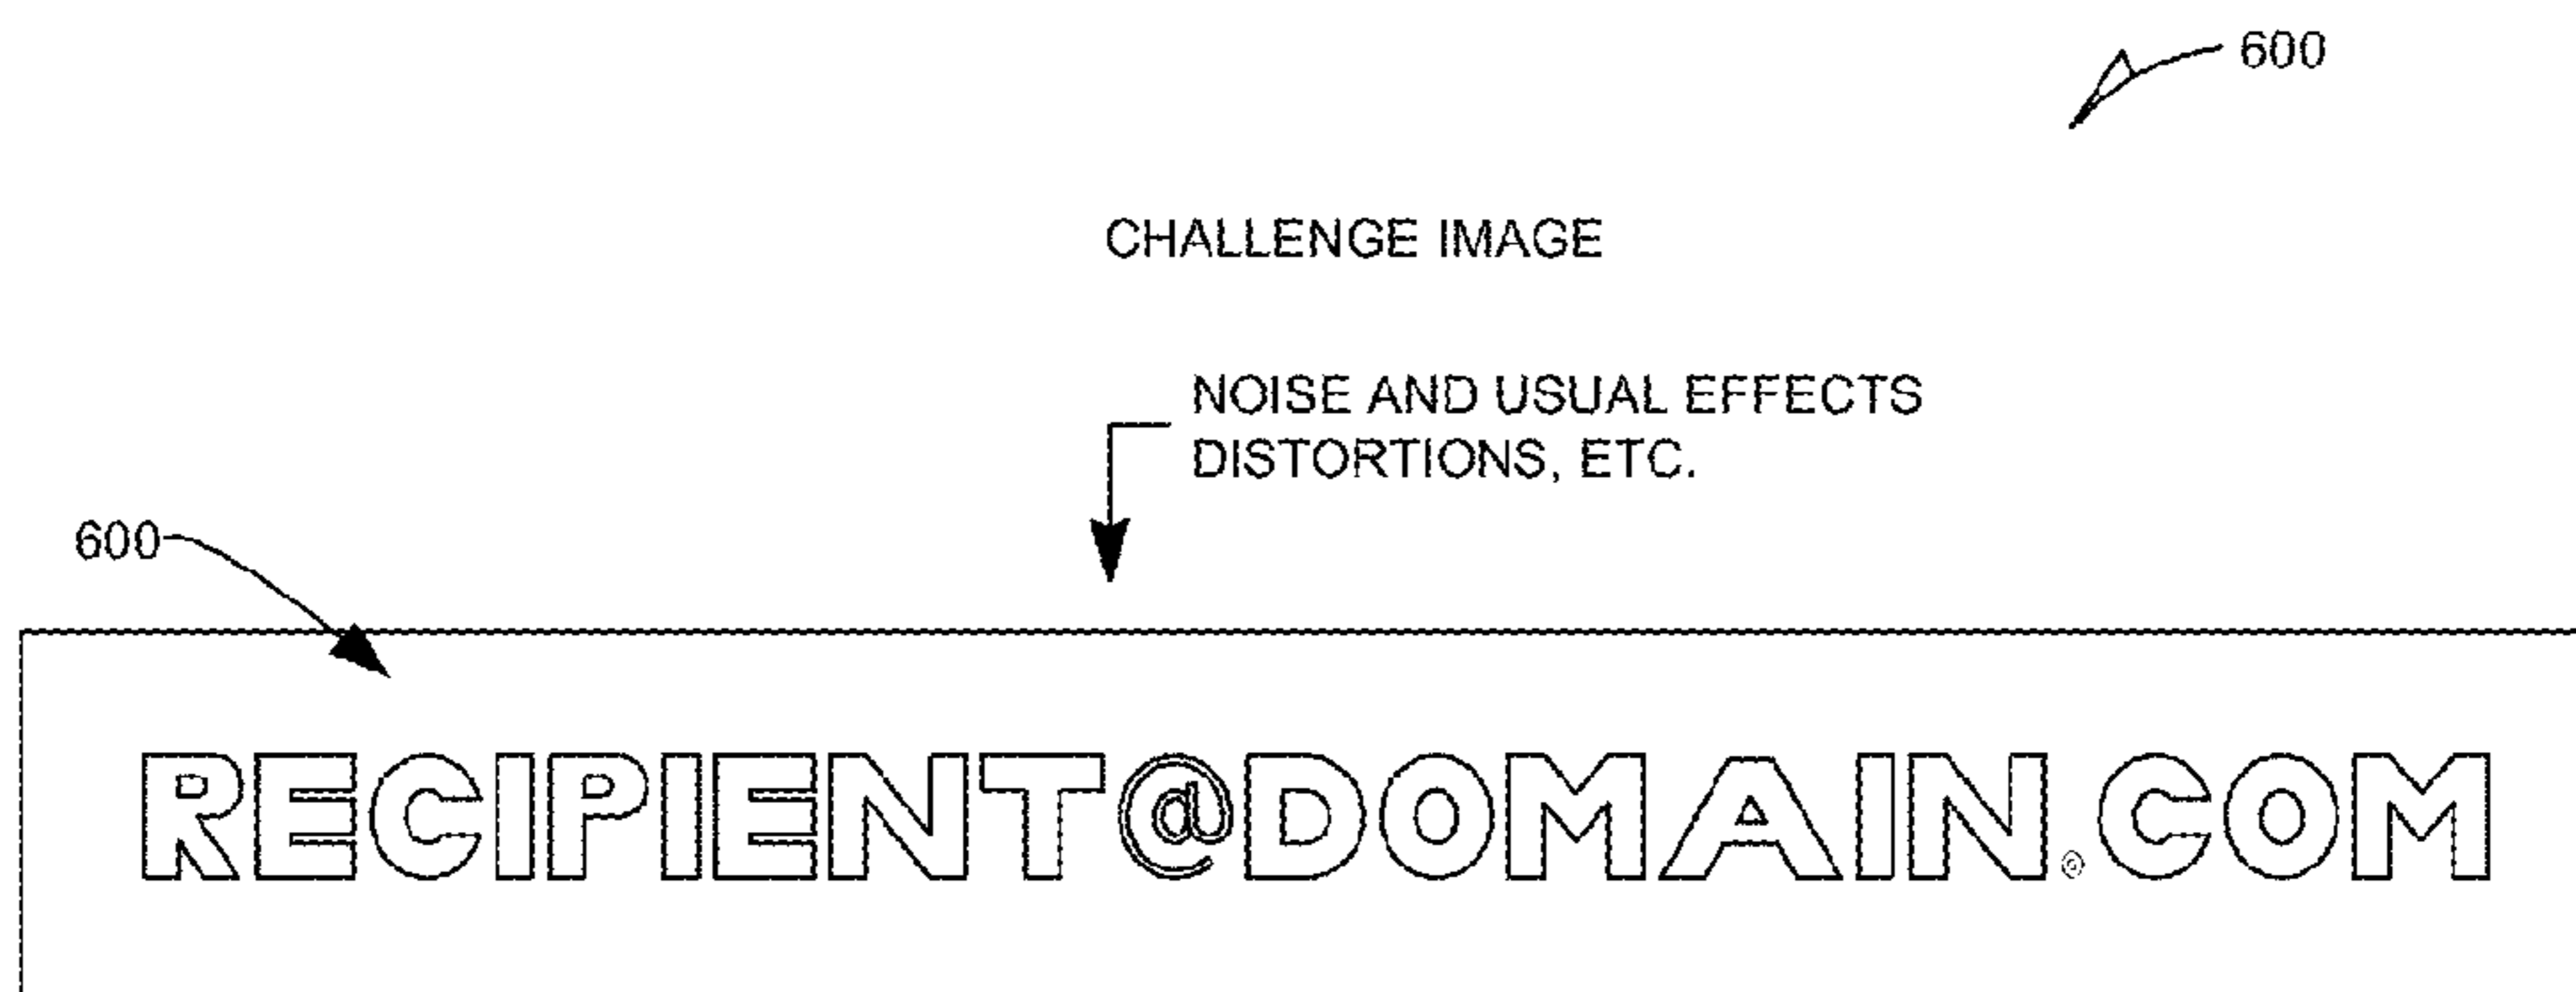 600
CHALLENGE IMAGE
NOISE AND USUAL EFFECTS
DISTORTIONS, ETC.
600
RECIPIENT@DOMAIN.COM